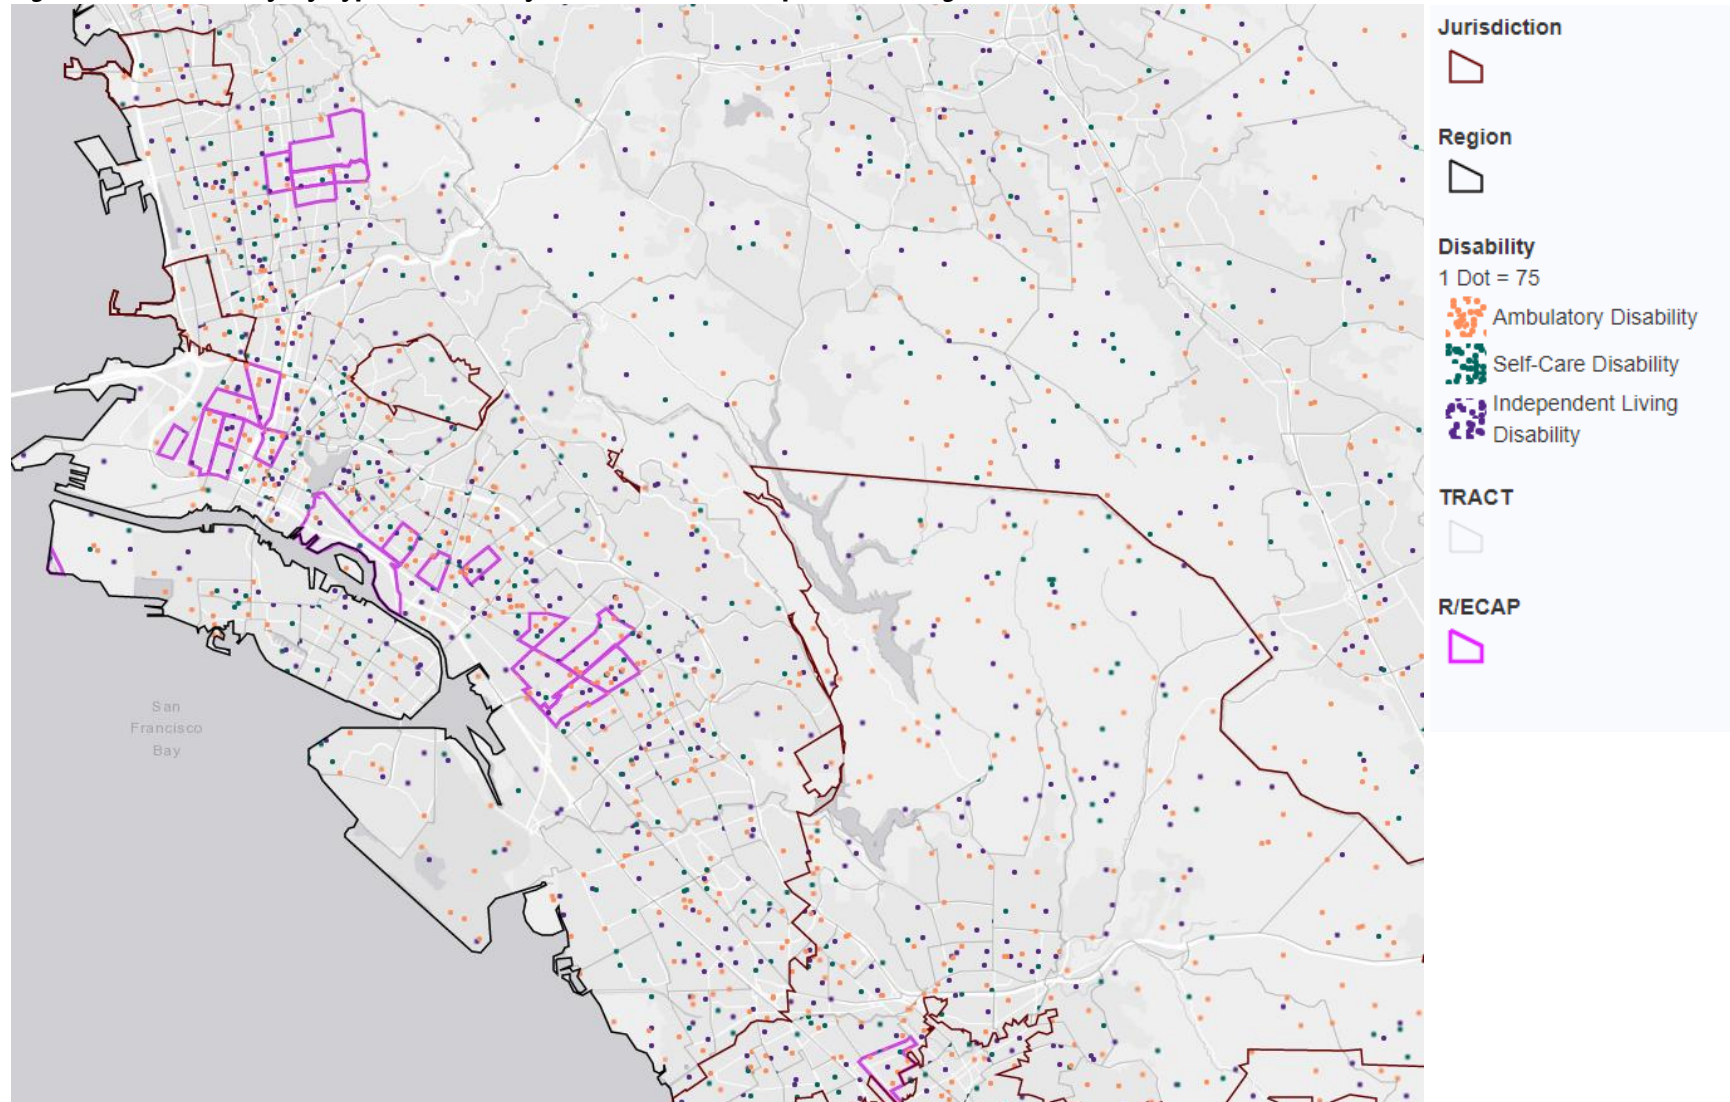 Jurisdiction
Region
Disability
1 Dot = 75
Ambulatory Disability
Self-Care Disability
Independent Living
Disability
TRACT
R/ECAP
San
Francisco
Bay